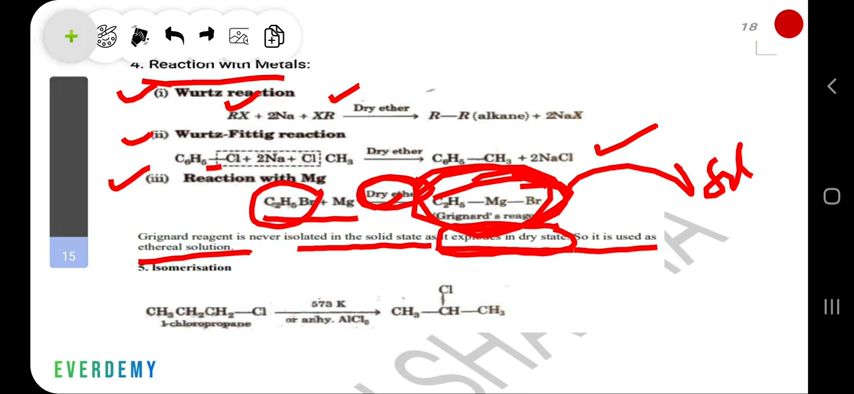 18
4. Reaction with Metals:
(i) Wurtz reaction
RX + 2Na + XR Dry ether R—R (alkane) + 2NaX
(ii) Wurtz-Fittig reaction
C₆H₅ Cl + 2Na + Cl CH₃ Dry ether C₆H₅—CH₃ + 2NaCl
(iii) Reaction with Mg
C₂H₅Br + Mg Dry C₂H₅—Mg—Br
(Grignard's
Grignard reagent is never isolated in the solid state as it explodes in dry state. So it is used as
ethereal solution.
15
5. Isomerisation
Cl
CH₃CH₂CH₂—Cl 573 K CH₃—CH—CH₃
1-chloropropane or anhy. AlCl₃
EVERDEMY